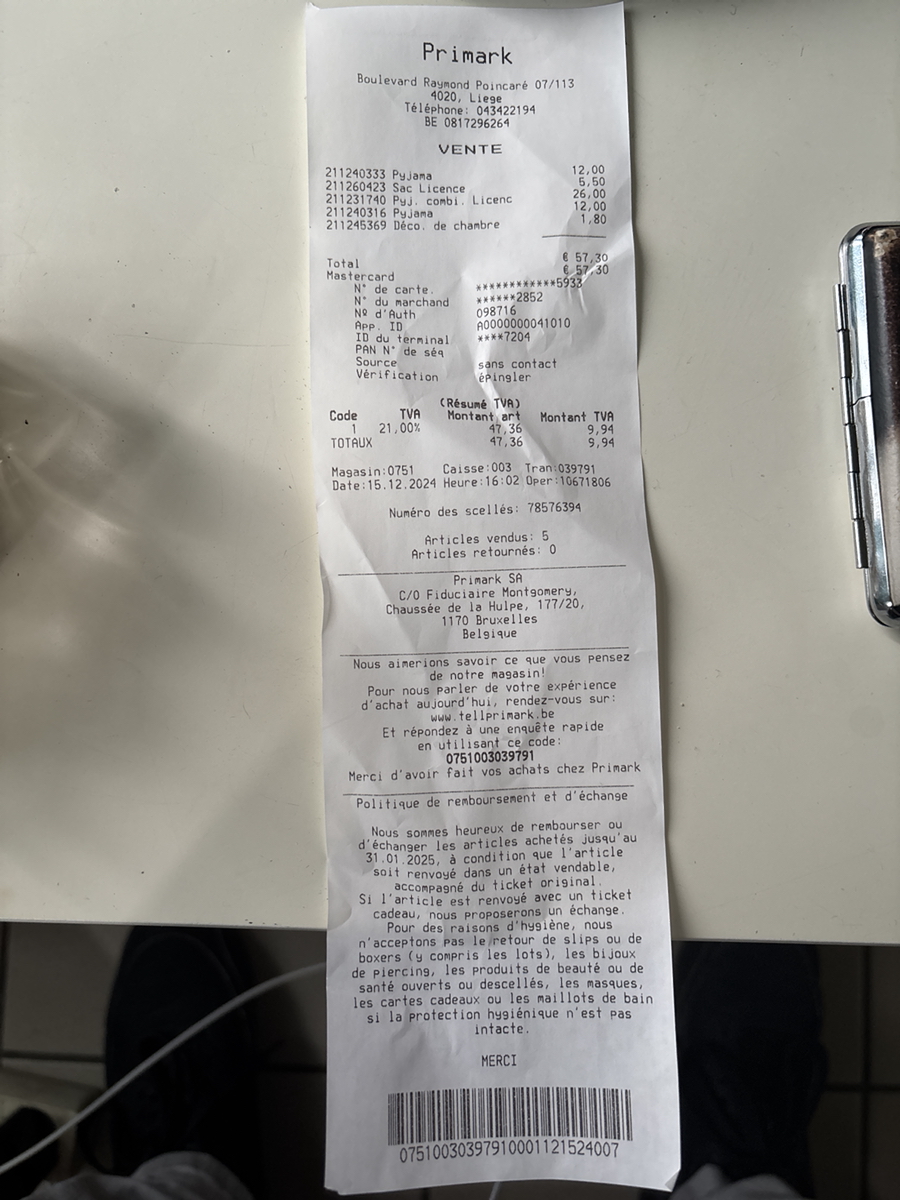 Primark
Boulevard Raymond Poincaré 07/113
4020, Liege
Téléphone: 043422194
BE 0817296264
VENTE
211240333 Pyjama 12,00
211260423 Sac Licence 5,50
211231740 Pyj. combi. Licenc 26,00
211240316 Pyjama 12,00
211245369 Déco. de chambre 1,80
Total € 57,30
Mastercard € 57,30
N° de carte. ************5933
N° du marchand ******2852
Nº d'Auth 098716
App. ID A0000000041010
ID du terminal ****7204
PAN N° de séq
Source sans contact
Vérification épingler
(Résumé TVA)
Code TVA Montant art Montant TVA
1 21,00% 47,36 9,94
TOTAUX 47,36 9,94
Magasin:0751 Caisse:003 Tran:039791
Date:15.12.2024 Heure:16:02 Oper:10671806
Numéro des scellés: 78576394
Articles vendus: 5
Articles retournés: 0
Primark SA
C/O Fiduciaire Montgomery,
Chaussée de la Hulpe, 177/20,
1170 Bruxelles
Belgique
Nous aimerions savoir ce que vous pensez
de notre magasin!
Pour nous parler de votre expérience
d'achat aujourd'hui, rendez-vous sur:
www.tellprimark.be
Et répondez à une enquête rapide
en utilisant ce code:
0751003039791
Merci d'avoir fait vos achats chez Primark
Politique de remboursement et d'échange
Nous sommes heureux de rembourser ou
d'échanger les articles achetés jusqu'au
31.01.2025, à condition que l'article
soit renvoyé dans un état vendable,
accompagné du ticket original.
Si l'article est renvoyé avec un ticket
cadeau, nous proposerons un échange.
Pour des raisons d'hygiène, nous
n'acceptons pas le retour de slips ou de
boxers (y compris les lots), les bijoux
de piercing, les produits de beauté ou de
santé ouverts ou descellés, les masques,
les cartes cadeaux ou les maillots de bain
si la protection hygiénique n'est pas
intacte.
MERCI
07510030397910001121524007